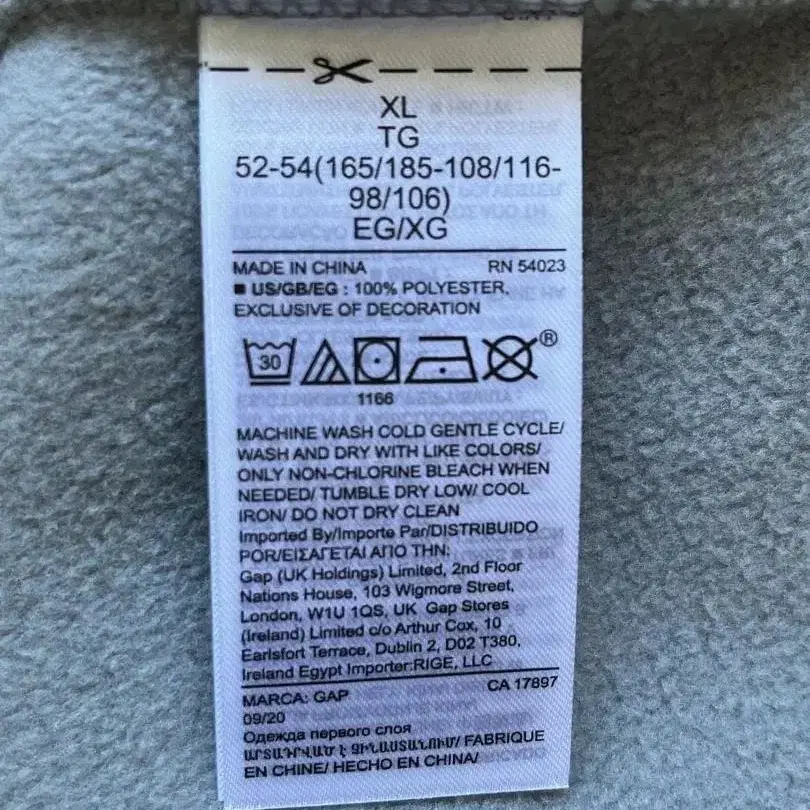 XL
TG
52-54(165/185-108/116-
98/106)
EG/XG
MADE IN CHINA RN 54023
■ US/GB/EG : 100% POLYESTER,
EXCLUSIVE OF DECORATION
30 ®
1166
MACHINE WASH COLD GENTLE CYCLE/
WASH AND DRY WITH LIKE COLORS/
ONLY NON-CHLORINE BLEACH WHEN
NEEDED/ TUMBLE DRY LOW/ COOL
IRON/ DO NOT DRY CLEAN
Imported By/Importe Par/DISTRIBUIDO
POR/ΕΙΣΑΓΕΤΑΙ ΑΠΟ ΤΗΝ:
Gap (UK Holdings) Limited, 2nd Floor
Nations House, 103 Wigmore Street,
London, W1U 1QS, UK Gap Stores
(Ireland) Limited c/o Arthur Cox, 10
Earlsfort Terrace, Dublin 2, D02 T380,
Ireland Egypt Importer:RIGE, LLC
MARCA: GAP CA 17897
09/20
Одежда первого слоя
ԱՐՏԱԴՐՎԱԾ Է ՉԻՆԱՍՏԱՆՈՒՄ/ FABRIQUE
EN CHINE/ HECHO EN CHINA/